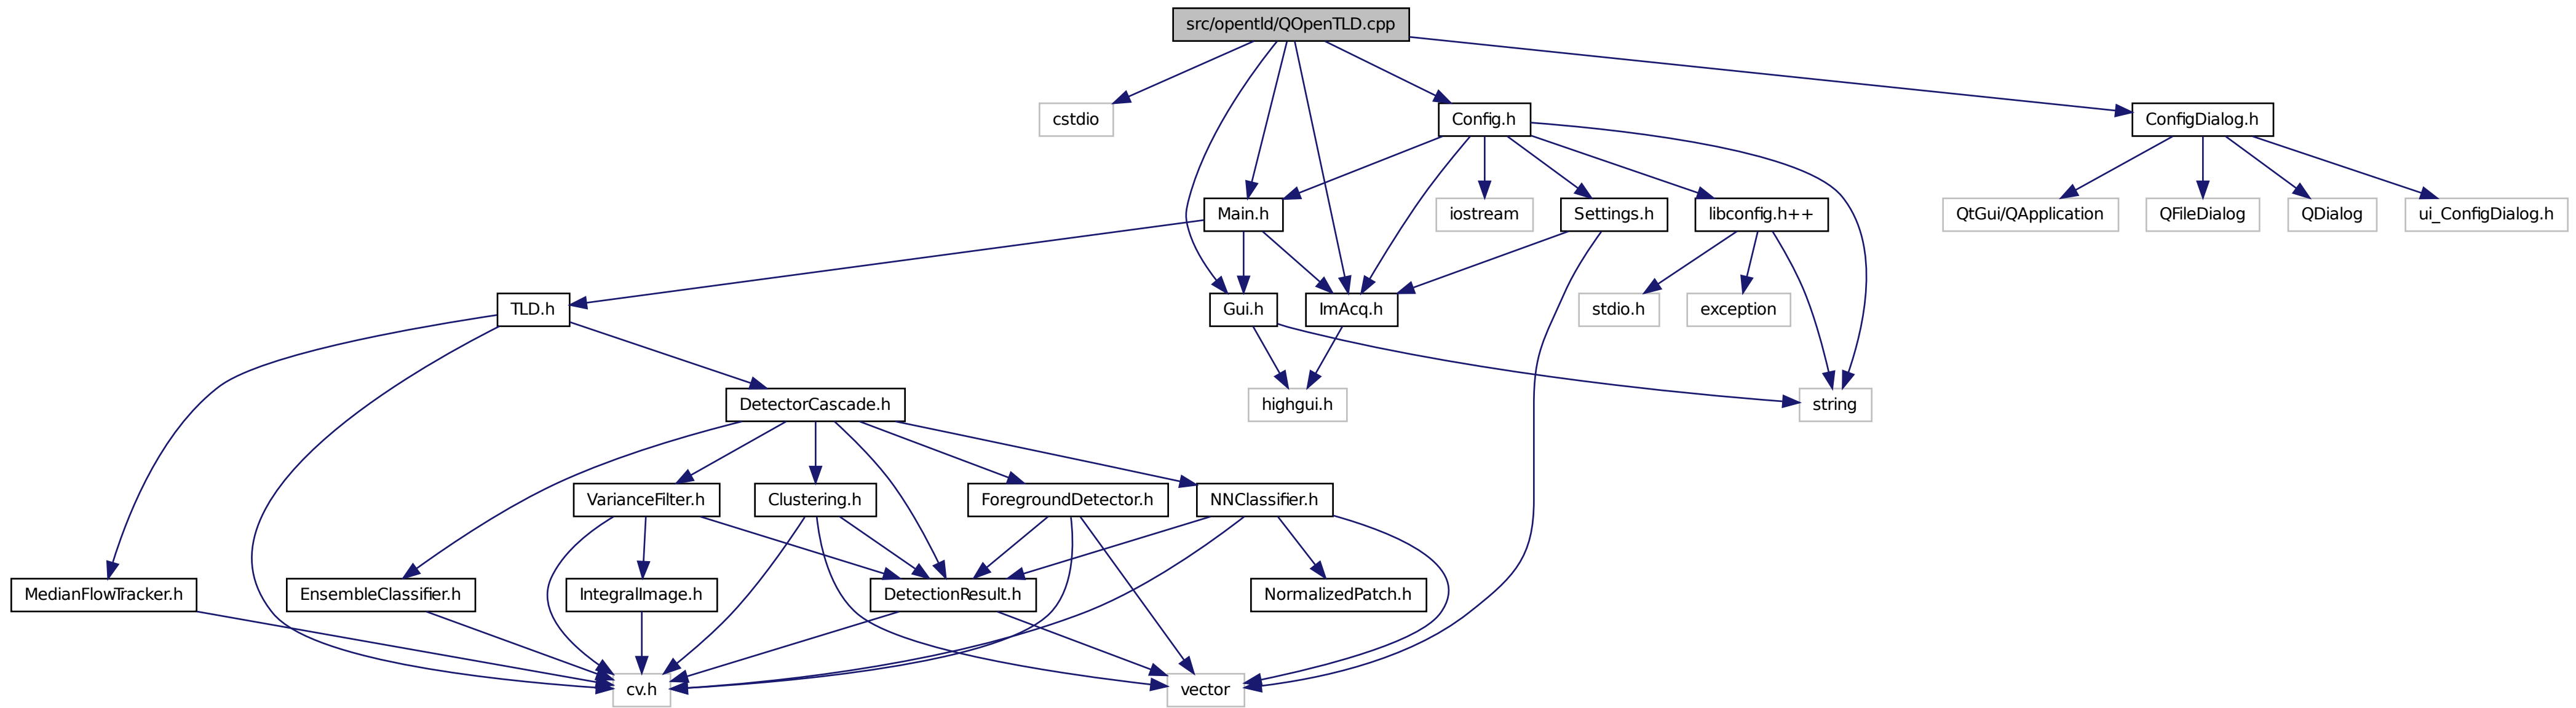 src/opentld/QOpenTLD.cpp
cstdio
Config.h
ConfigDialog.h
Main.h
iostream
Settings.h
libconfig.h++
QtGui/QApplication
QFileDialog
QDialog
ui_ConfigDialog.h
TLD.h
Gui.h
ImAcq.h
stdio.h
exception
DetectorCascade.h
highgui.h
string
VarianceFilter.h
Clustering.h
ForegroundDetector.h
NNClassifier.h
MedianFlowTracker.h
EnsembleClassifier.h
IntegralImage.h
DetectionResult.h
NormalizedPatch.h
cv.h
vector